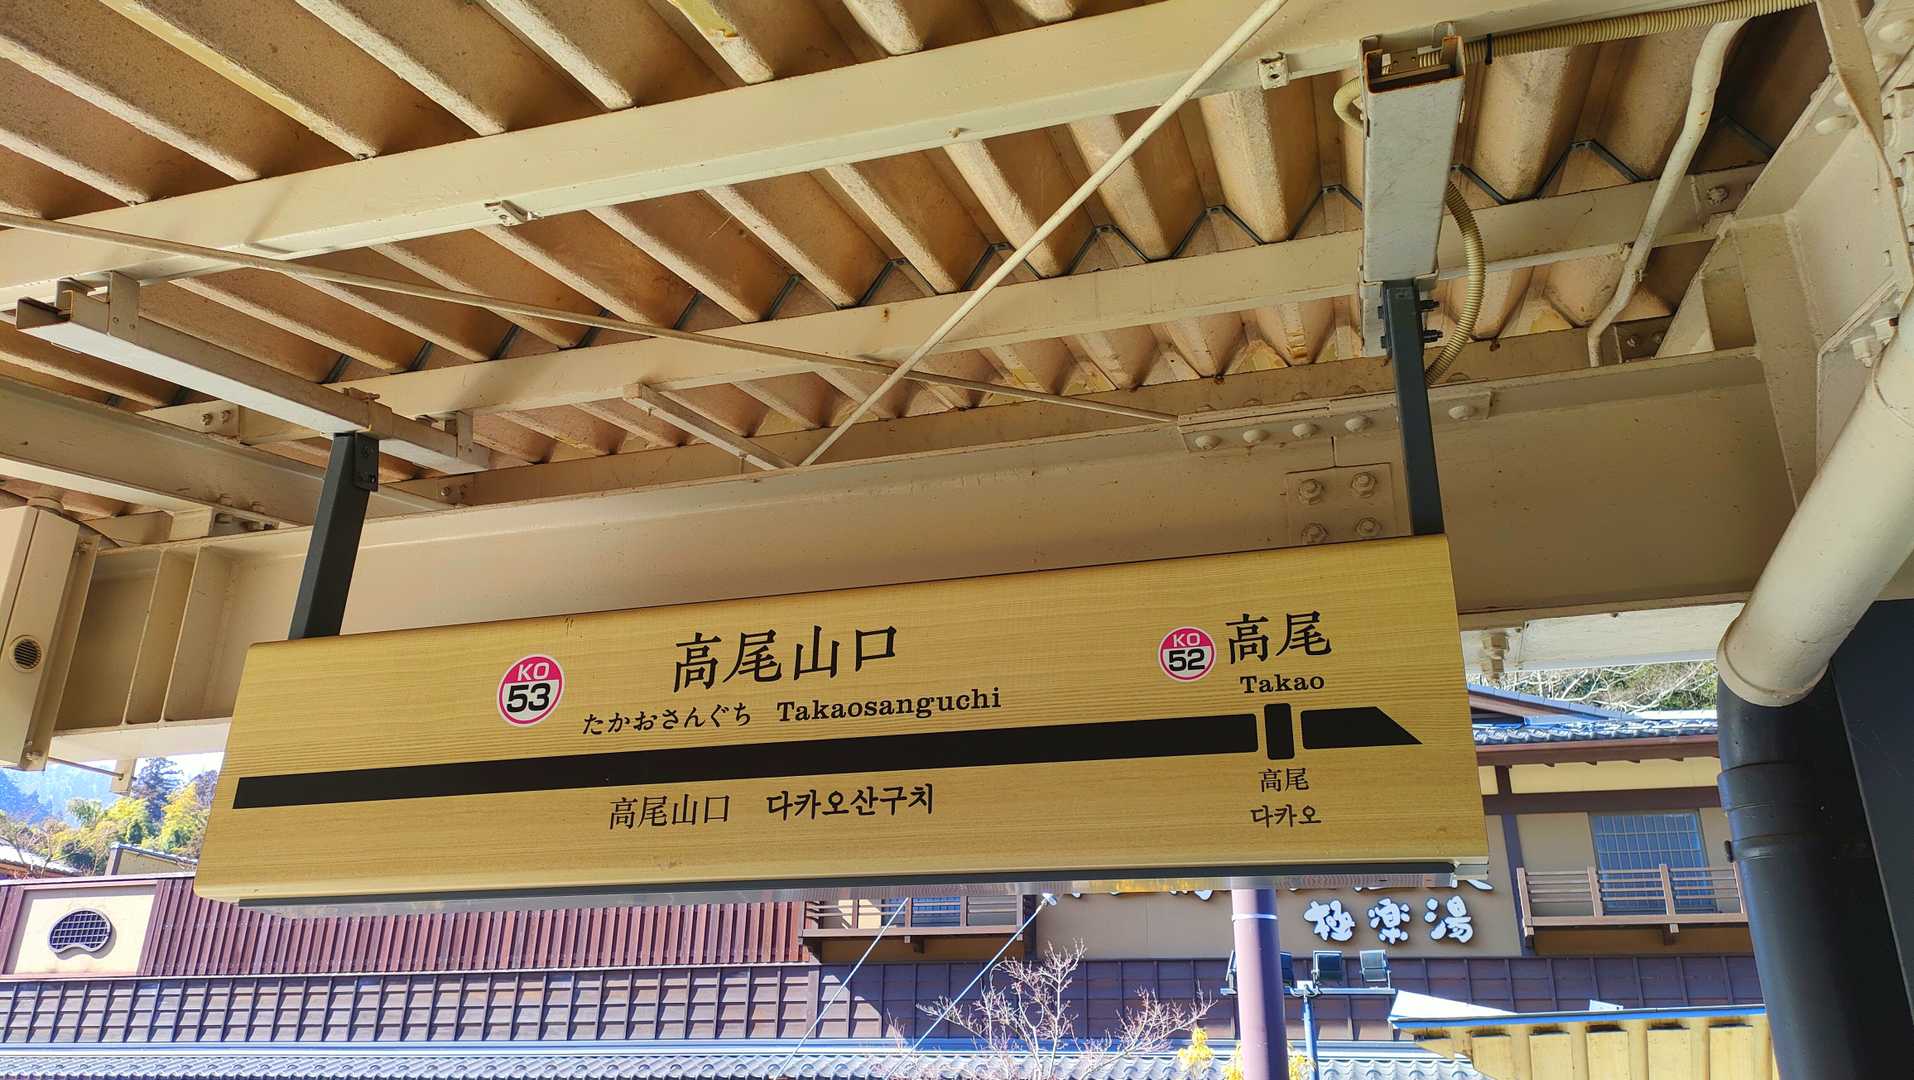 KO
53
高尾山口
たかおさんぐち Takaosanguchi
高尾山口 다카오산구치
KO
52
高尾
Takao
高尾
다카오
極楽湯